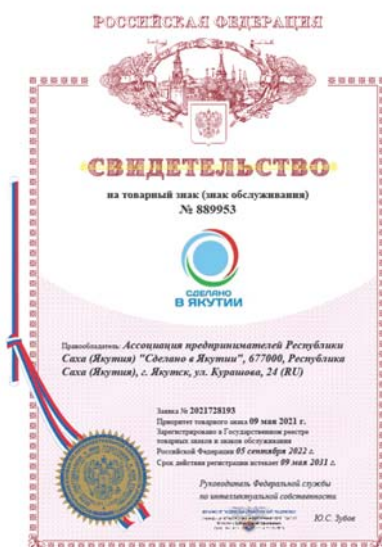 РОССИЙСКАЯ ФЕДЕРАЦИЯ
СВИДЕТЕЛЬСТВО
на товарный знак (знак обслуживания)
№ 889953
СДЕЛАНО
В ЯКУТИИ
Правообладатель: Ассоциация предпринимателей Республики
Саха (Якутия) "Сделано в Якутии", 677000, Республика
Саха (Якутия), г. Якутск, ул. Курашова, 24 (RU)
Заявка № 2021728193
Приоритет товарного знака 09 мая 2021 г.
Зарегистрировано в Государственном реестре
товарных знаков и знаков обслуживания
Российской Федерации 05 сентября 2022 г.
Срок действия регистрации истекает 09 мая 2031 г.
Руководитель Федеральной службы
по интеллектуальной собственности
Ю.С. Зубов